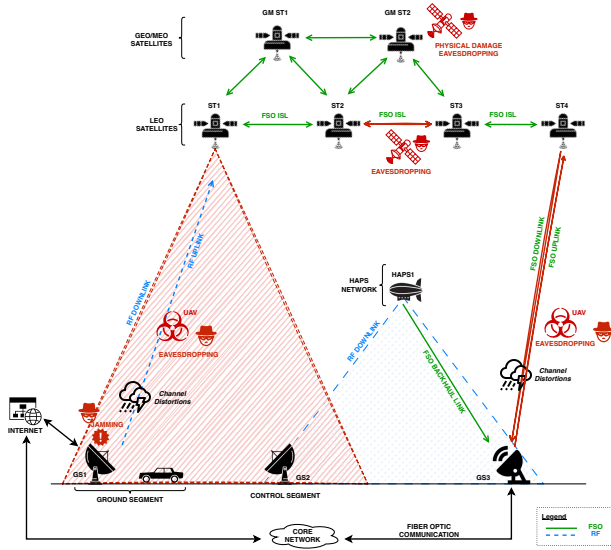 GM ST1
GM ST2
GEO/MEO
SATELLITES
PHYSICAL DAMAGE
EAVESDROPPING
ST1
ST2
ST3
ST4
LEO
SATELLITES
FSO ISL
FSO ISL
FSO ISL
EAVESDROPPING
RF DOWNLINK
RF UPLINK
FSO DOWNLINK
FSO UPLINK
HAPS
NETWORK
HAPS1
RF DOWNLINK
FSO BACKHAUL LINK
UAV
EAVESDROPPING
UAV
EAVESDROPPING
Channel
Distortions
Channel
Distortions
INTERNET
JAMMING
GS1
GS2
GS3
GROUND SEGMENT
CONTROL SEGMENT
CORE
NETWORK
FIBER OPTIC
COMMUNICATION
Legend
FSO
RF